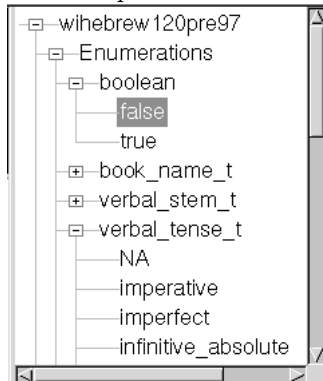 wihebrew120pre97
Enumerations
boolean
false
true
book_name_t
verbal_stem_t
verbal_tense_t
NA
imperative
imperfect
infinitive_absolute